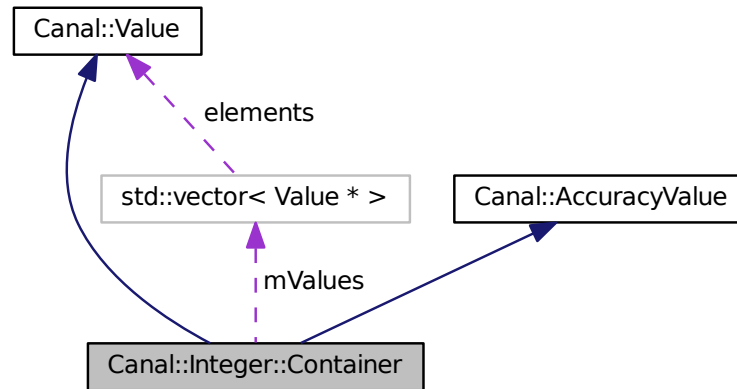 Canal::Value
elements
std::vector< Value * >
Canal::AccuracyValue
mValues
Canal::Integer::Container